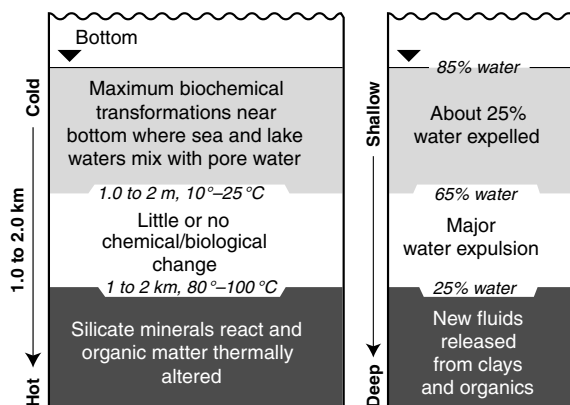 Bottom
Cold
1.0 to 2.0 km
Hot
Maximum biochemical
transformations near
bottom where sea and lake
waters mix with pore water
1.0 to 2 m, 10°–25°C
Little or no
chemical/biological
change
1 to 2 km, 80°–100°C
Silicate minerals react and
organic matter thermally
altered
Shallow
Deep
85% water
About 25%
water expelled
65% water
Major
water expulsion
25% water
New fluids
released
from clays
and organics